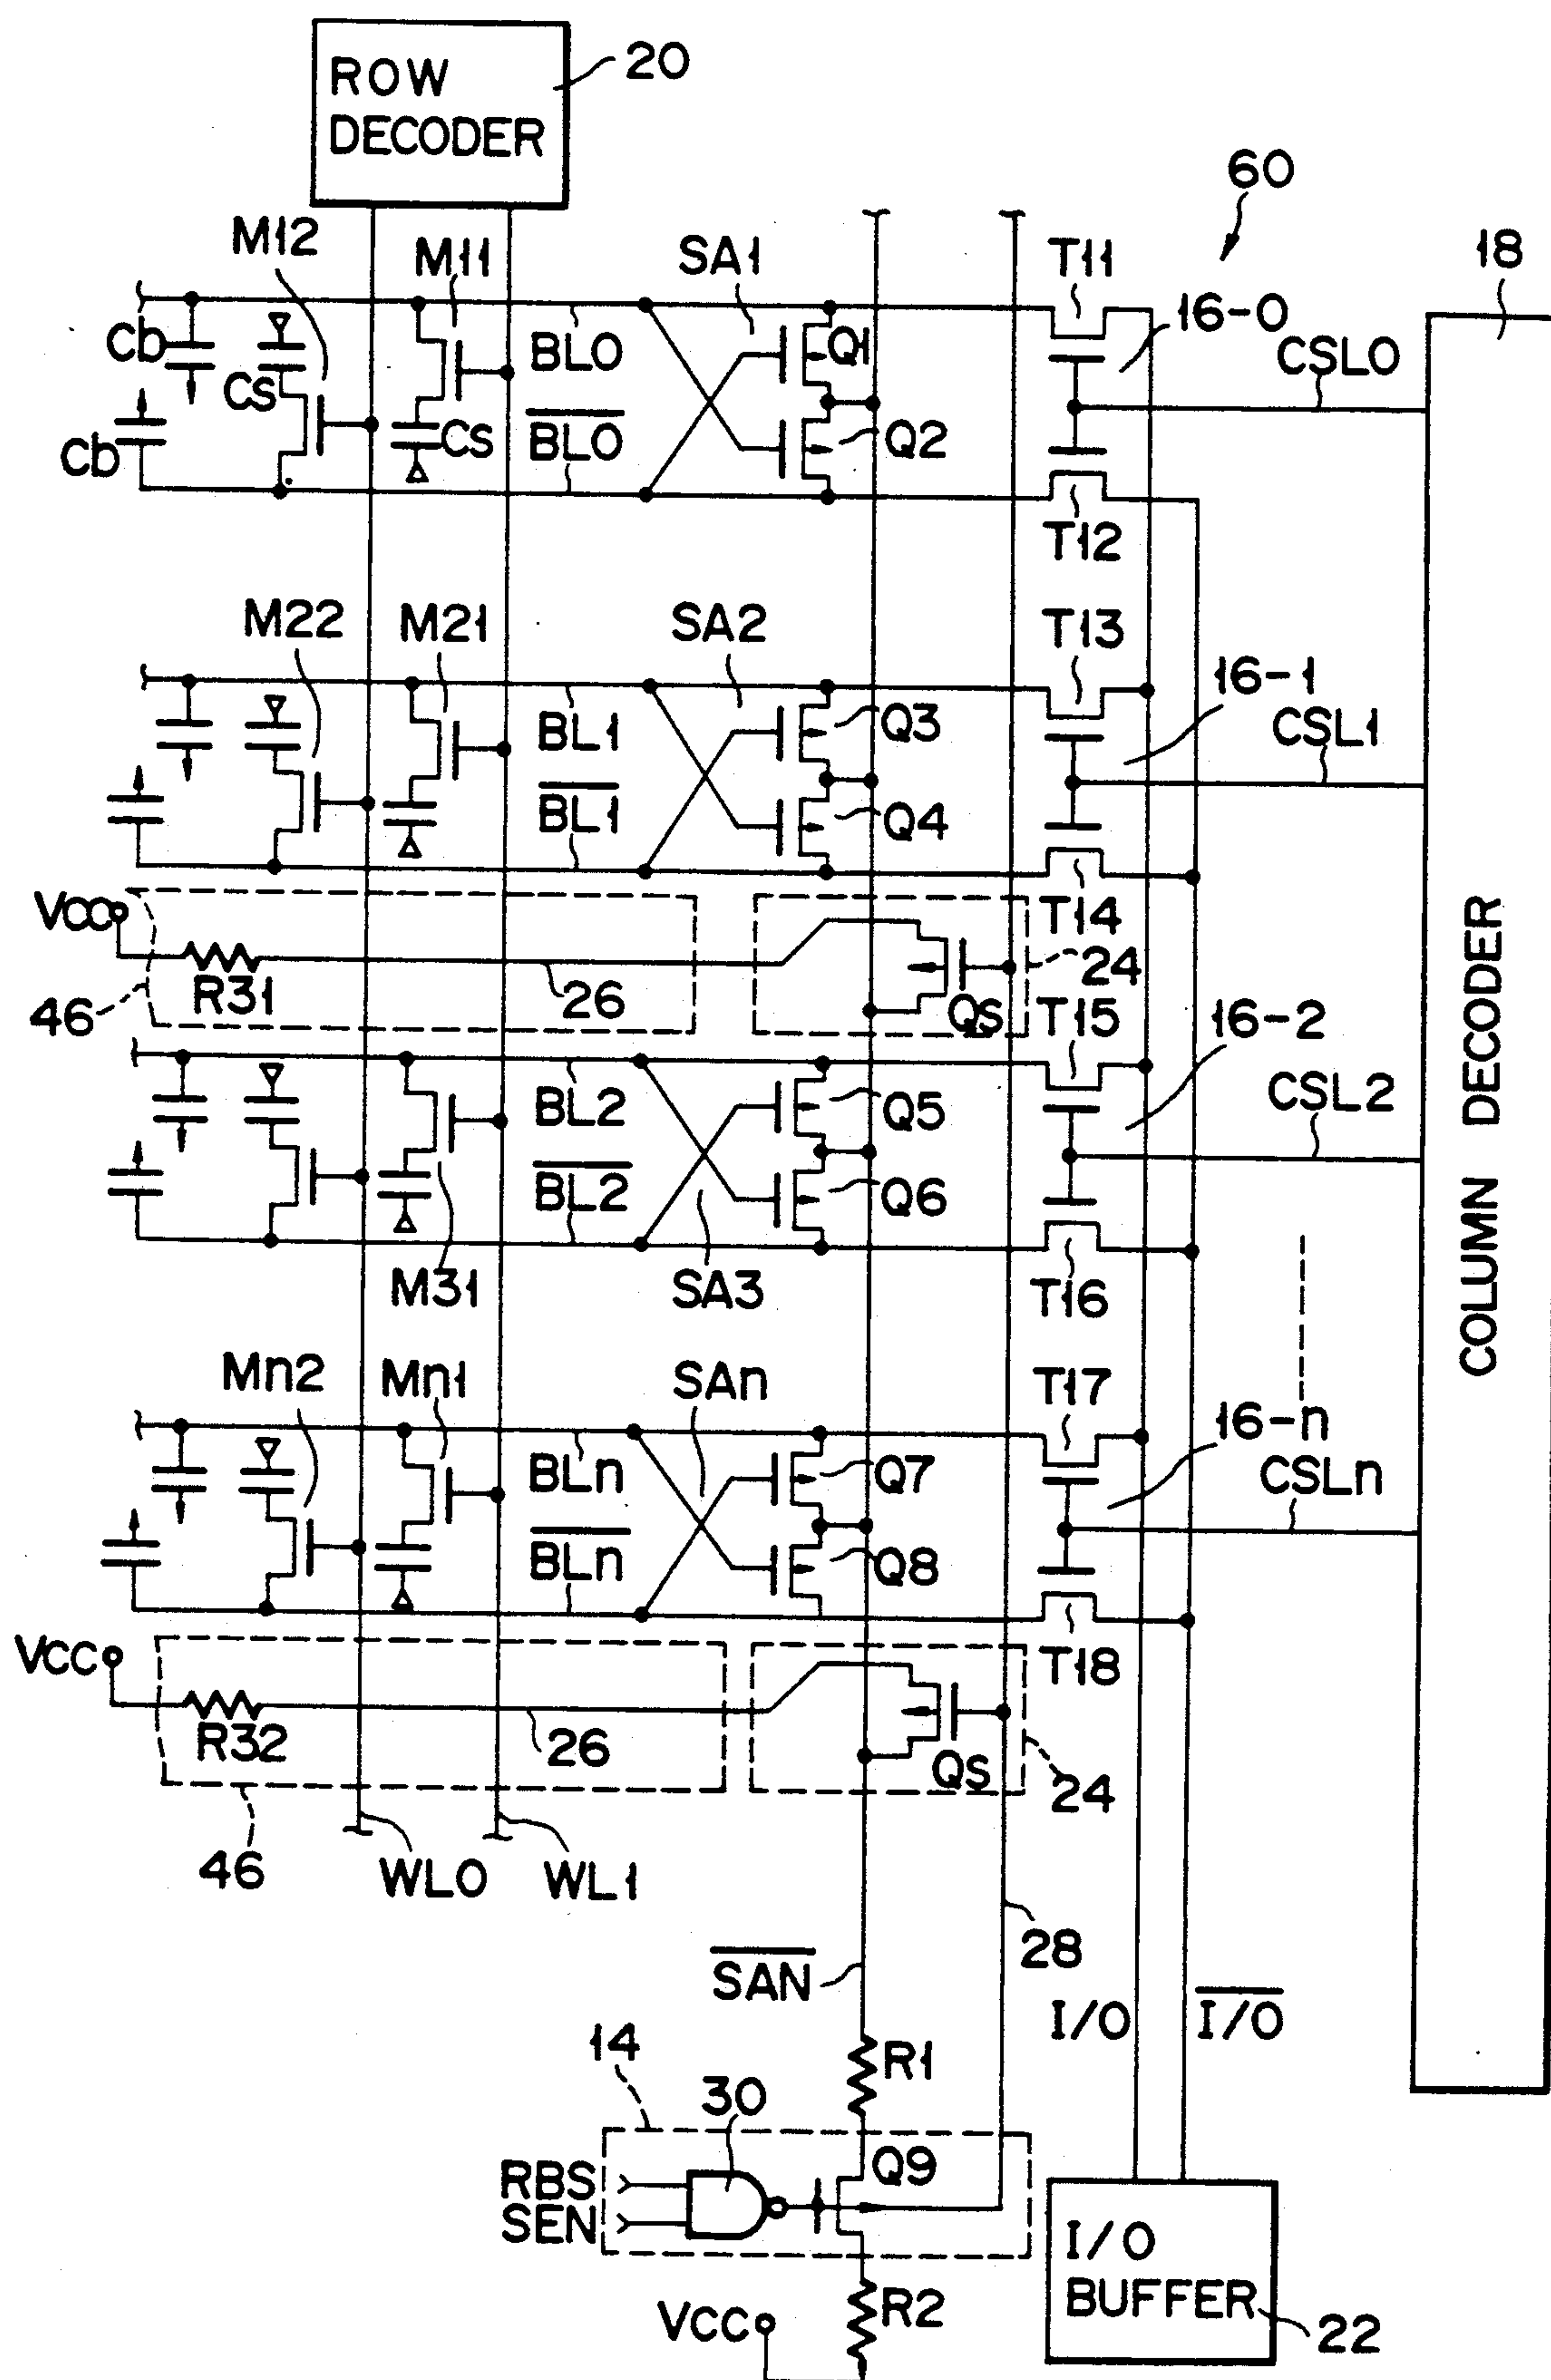 ROW
DECODER
20
60
18
M12
M11
SA1
T11
16-0
CSL0
Cb
Cs
BL0
Q1
Cb
Cs
BL0
Q2
T12
M22
M21
SA2
T13
16-1
CSL1
BL1
Q3
BL1
Q4
T14
VCC
R31
26
46
Qs
24
T15
16-2
CSL2
BL2
Q5
BL2
Q6
M31
SA3
T16
COLUMN DECODER
Mn2
Mn1
SAn
T17
16-n
CSLn
BLn
Q7
BLn
Q8
T18
VCC
R32
26
Qs
24
46
WL0
WL1
28
SAN
I/O
I/O
14
R1
30
RBS
SEN
Q9
I/O
BUFFER
22
R2
VCC